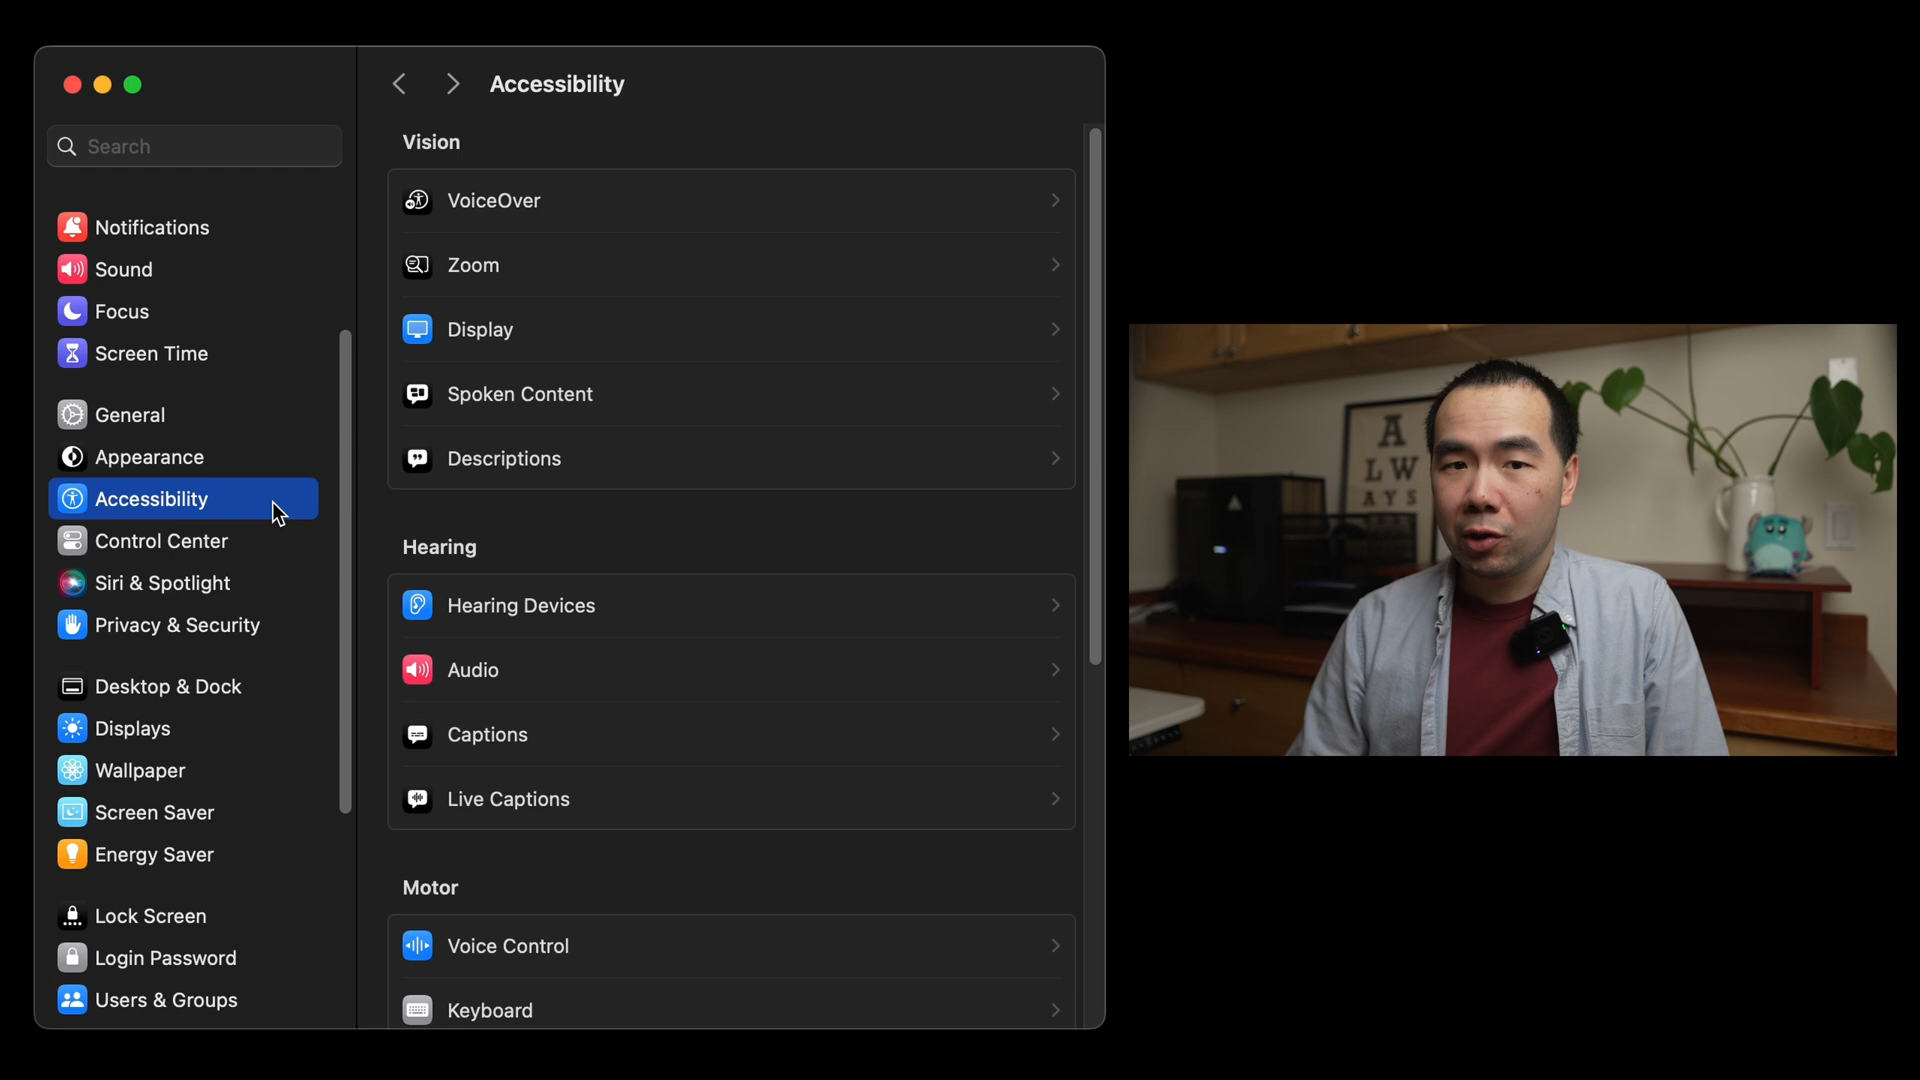 Search
Notifications
Sound
Focus
Screen Time
General
Appearance
Accessibility
Control Center
Siri & Spotlight
Privacy & Security
Desktop & Dock
Displays
Wallpaper
Screen Saver
Energy Saver
Lock Screen
Login Password
Users & Groups
Accessibility
Vision
VoiceOver
Zoom
Display
Spoken Content
Descriptions
Hearing
Hearing Devices
Audio
Captions
Live Captions
Motor
Voice Control
Keyboard
A
L W
A Y S